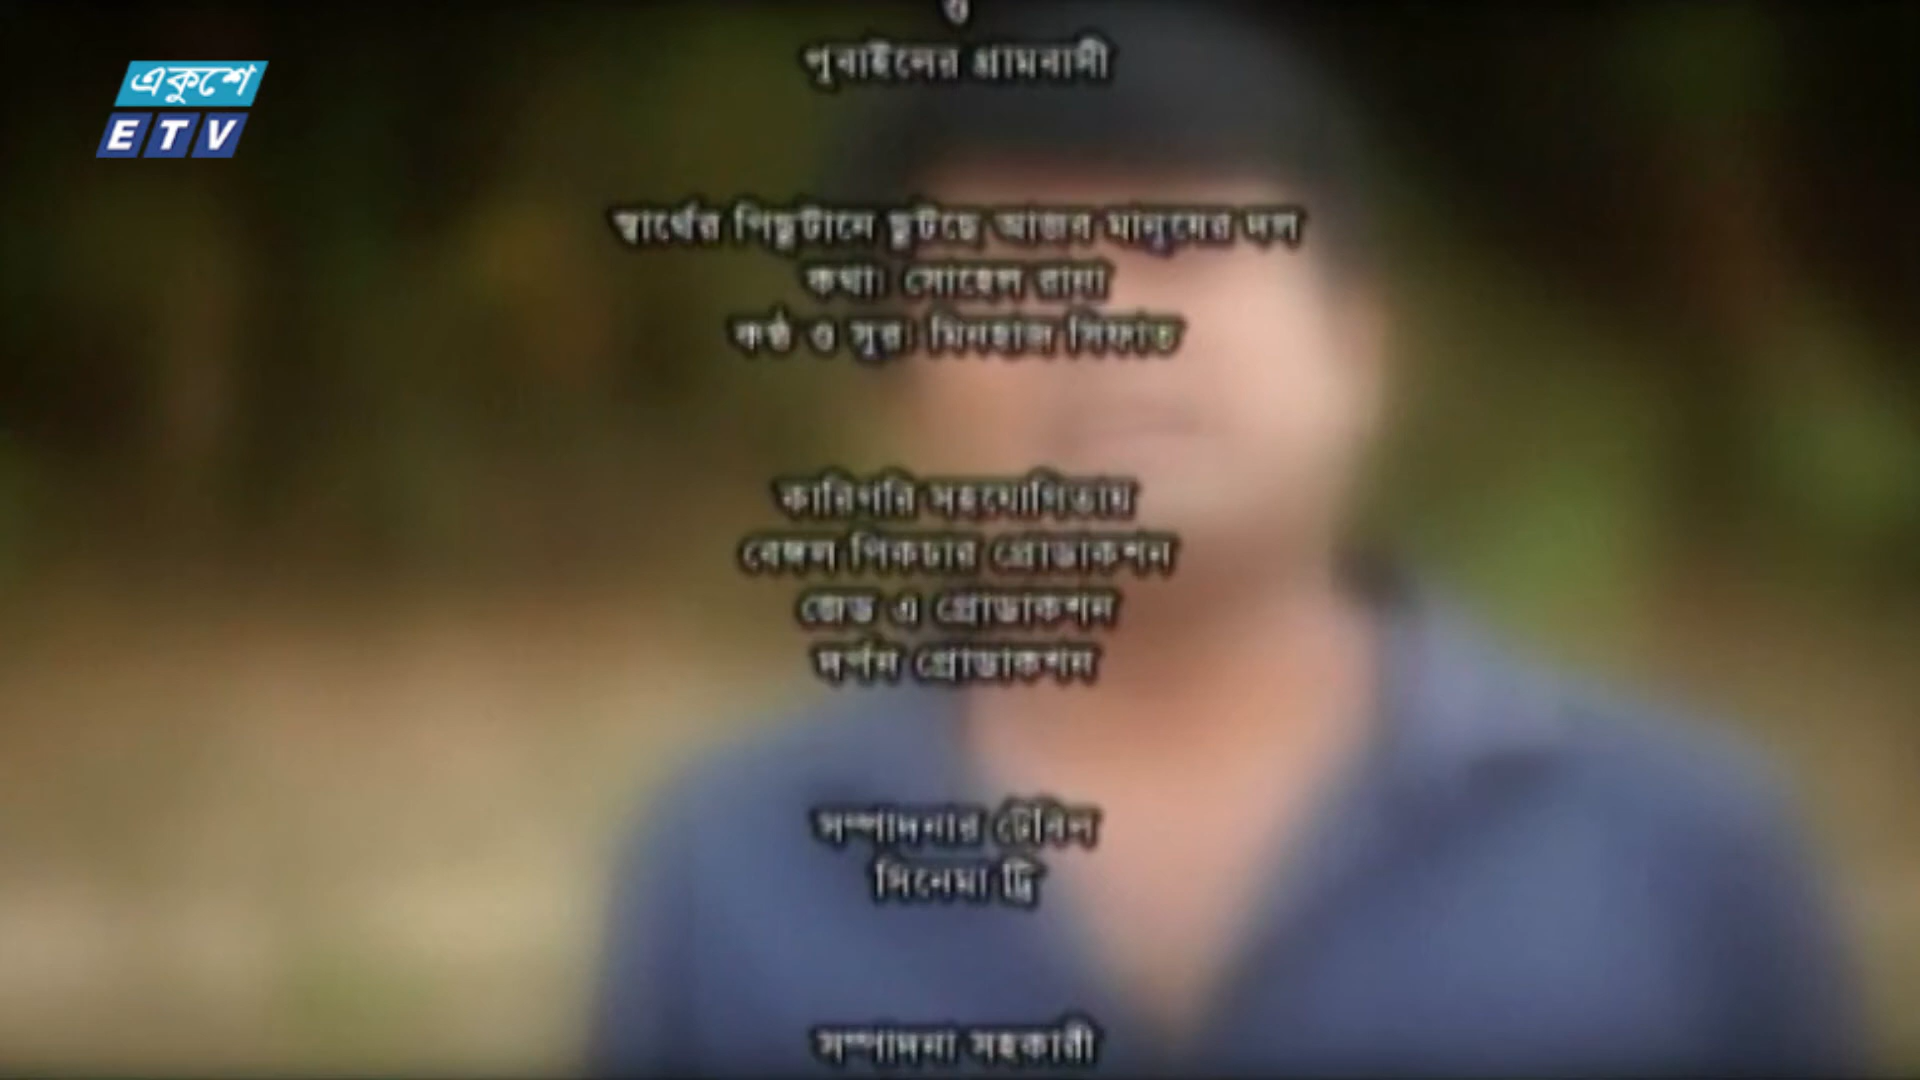 একুশে
ETV
ও
পুবাইলের গ্রামবাসী
স্বার্থের পিছুটানে ছুটছে আজব মানুষের দল
কথা: সোহেল রানা
কন্ঠ ও সুর: মিনহাজ সিফাত
কারিগরি সহযোগিতায়
বেঙ্গল পিকচার প্রোডাকশন
জেড এ প্রোডাকশন
দর্পন প্রোডাকশন
সম্পাদনার টেবিল
সিনেমা ট্রি
সম্পাদনা সহকারী